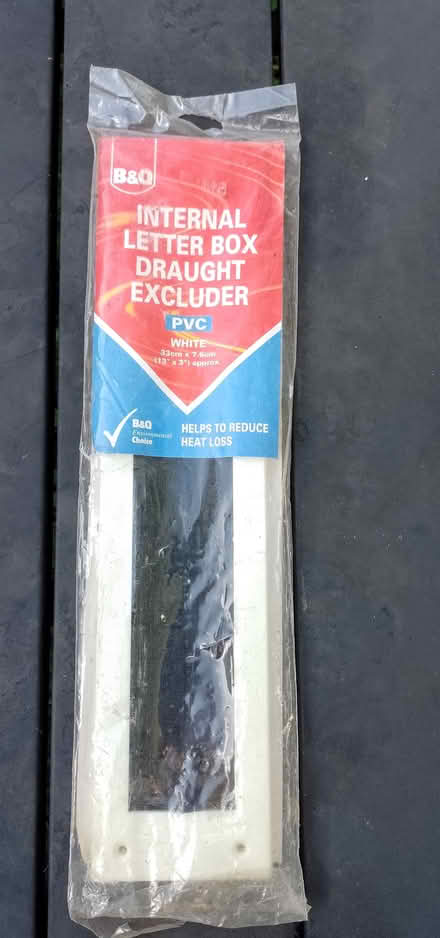 B&Q
INTERNAL
LETTER BOX
DRAUGHT
EXCLUDER
PVC
WHITE
33cm x 7.6cm
(13" x 3") approx
B&Q
Environmental
Choice
HELPS TO REDUCE
HEAT LOSS